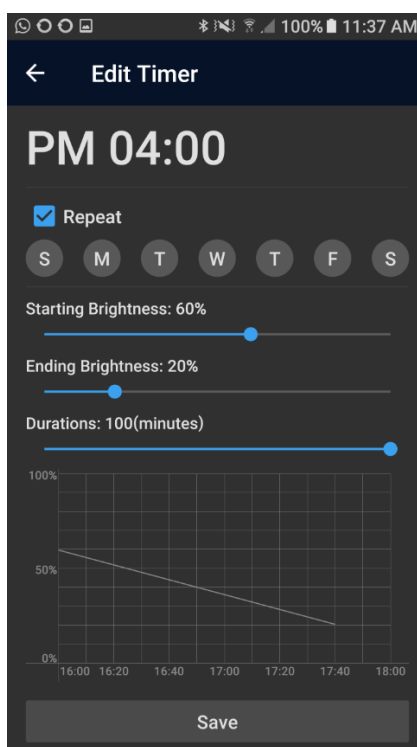 100% 11:37 AM
Edit Timer
PM 04:00
Repeat
S M T W T F S
Starting Brightness: 60%
Ending Brightness: 20%
Durations: 100(minutes)
100%
50%
0%
16:00 16:20 16:40 17:00 17:20 17:40 18:00
Save